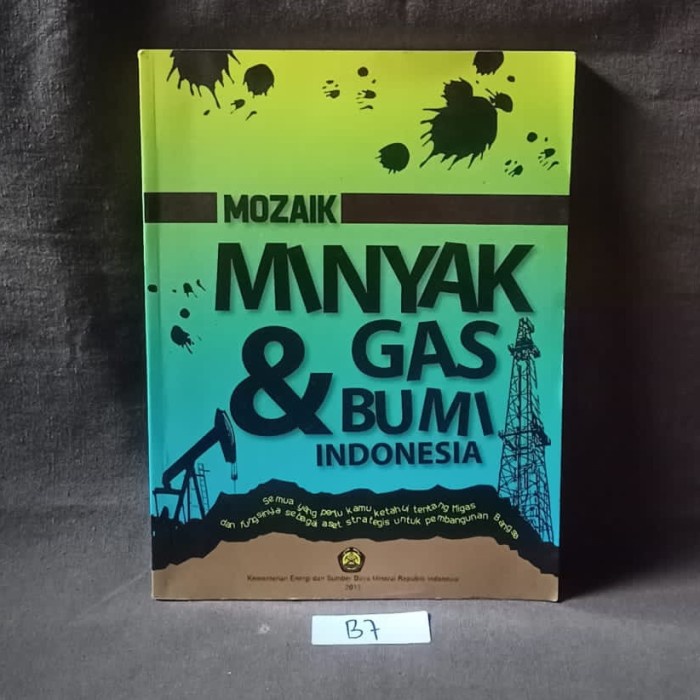 MOZAIK
MINYAK
& GAS
BUMI
INDONESIA
Semua yang perlu kamu ketahui tentang Migas
dan fungsinya sebagai aset strategis untuk pembangunan Bangsa
Kementerian Energi dan Sumber Daya Mineral Republik Indonesia
2011
B7